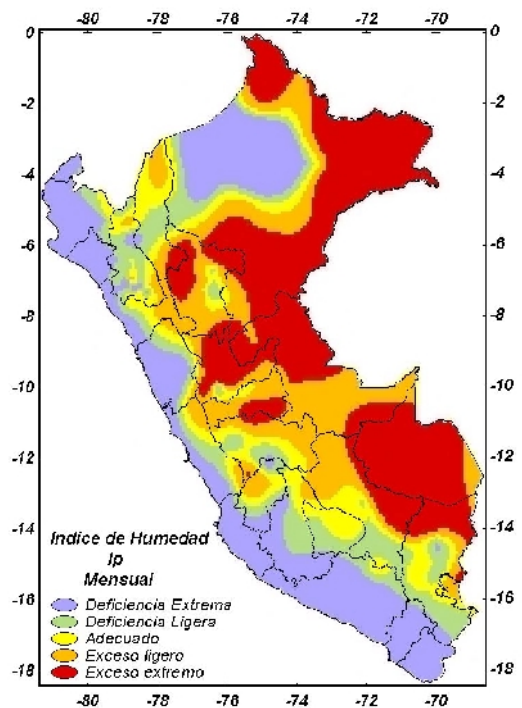 -80 -78 -76 -74 -72 -70
0 0
-2 -2
-4 -4
-6 -6
-8 -8
-10 -10
-12 -12
-14 -14
-16 -16
-18 -18
Indice de Humedad
Ip
Mensual
Deficiencia Extrema
Deficiencia Ligera
Adecuado
Exceso ligero
Exceso extremo
-80 -78 -76 -74 -72 -70